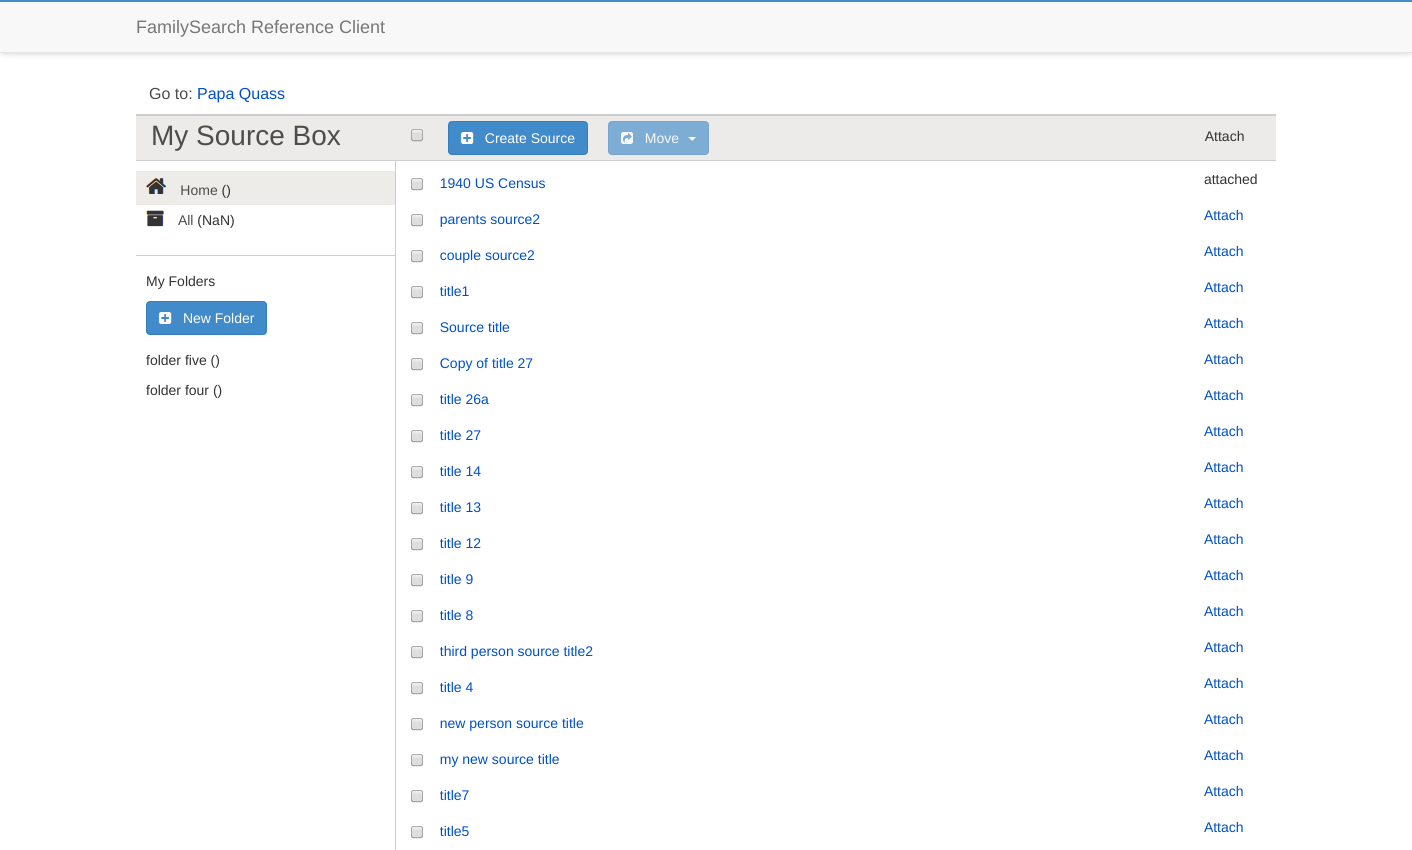 FamilySearch Reference Client
Go to: Papa Quass
My Source Box
Create Source
Move
Attach
Home ()
All (NaN)
My Folders
New Folder
folder five ()
folder four ()
1940 US Census attached
parents source2 Attach
couple source2 Attach
title1 Attach
Source title Attach
Copy of title 27 Attach
title 26a Attach
title 27 Attach
title 14 Attach
title 13 Attach
title 12 Attach
title 9 Attach
title 8 Attach
third person source title2 Attach
title 4 Attach
new person source title Attach
my new source title Attach
title7 Attach
title5 Attach